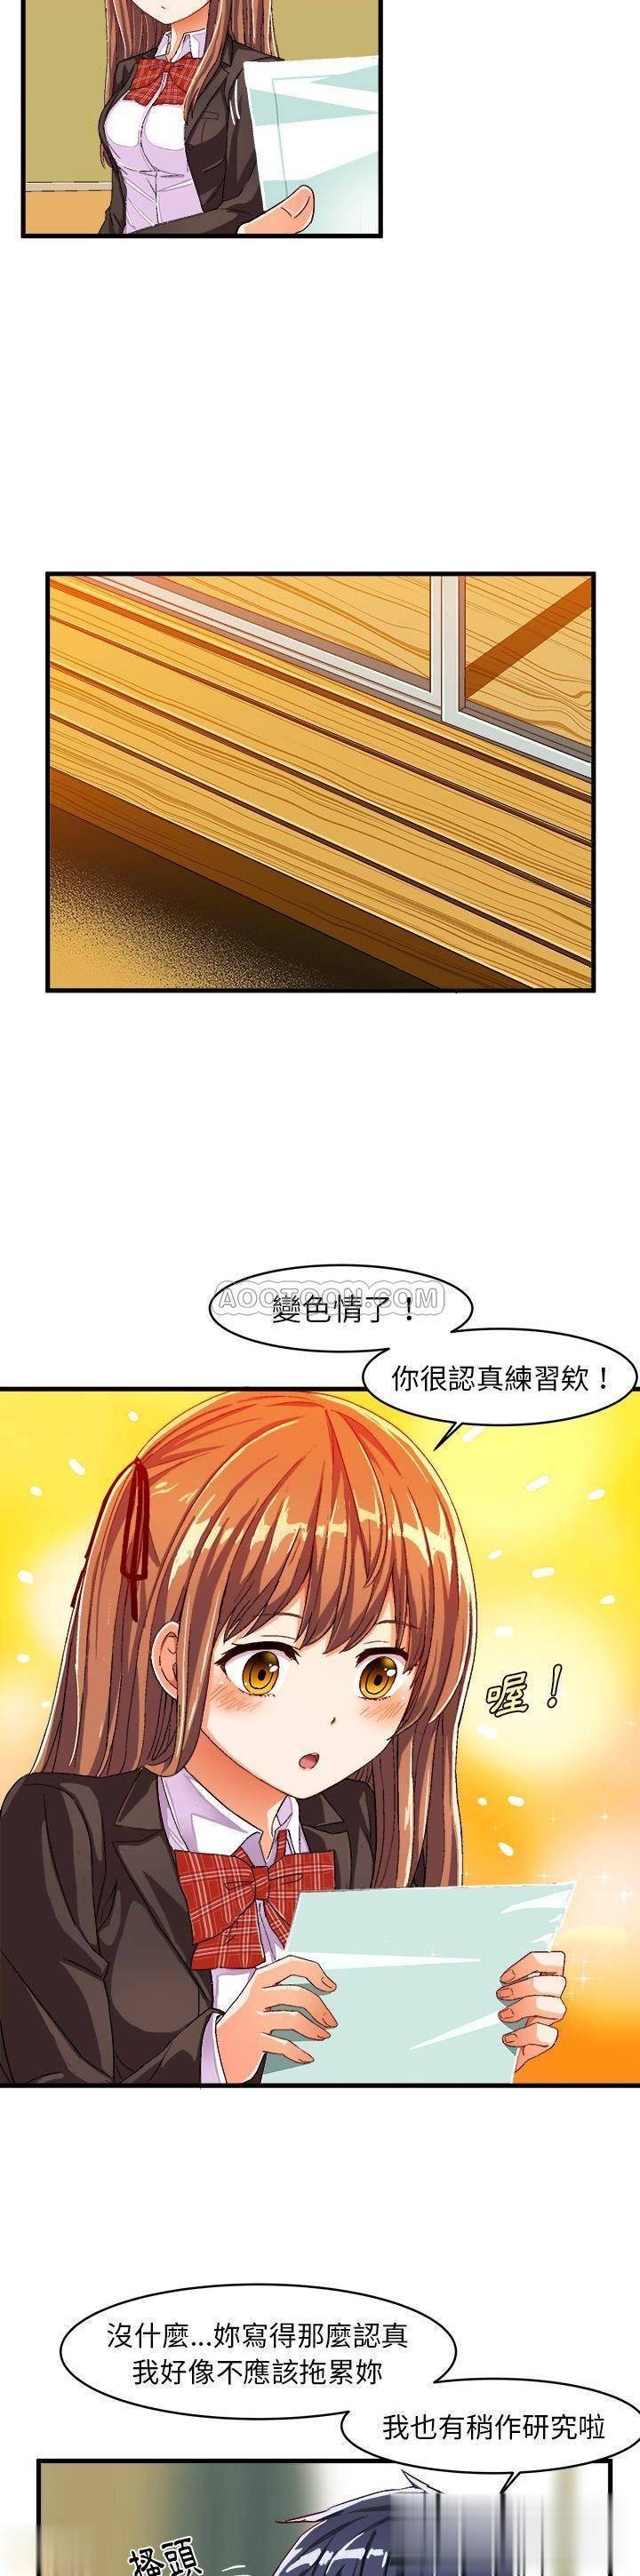 變色情了！
AOOTOON.COM
你很認真練習欸！
喔！
沒什麼...妳寫得那麼認真
我好像不應該拖累妳
我也有稍作研究啦
搔頭